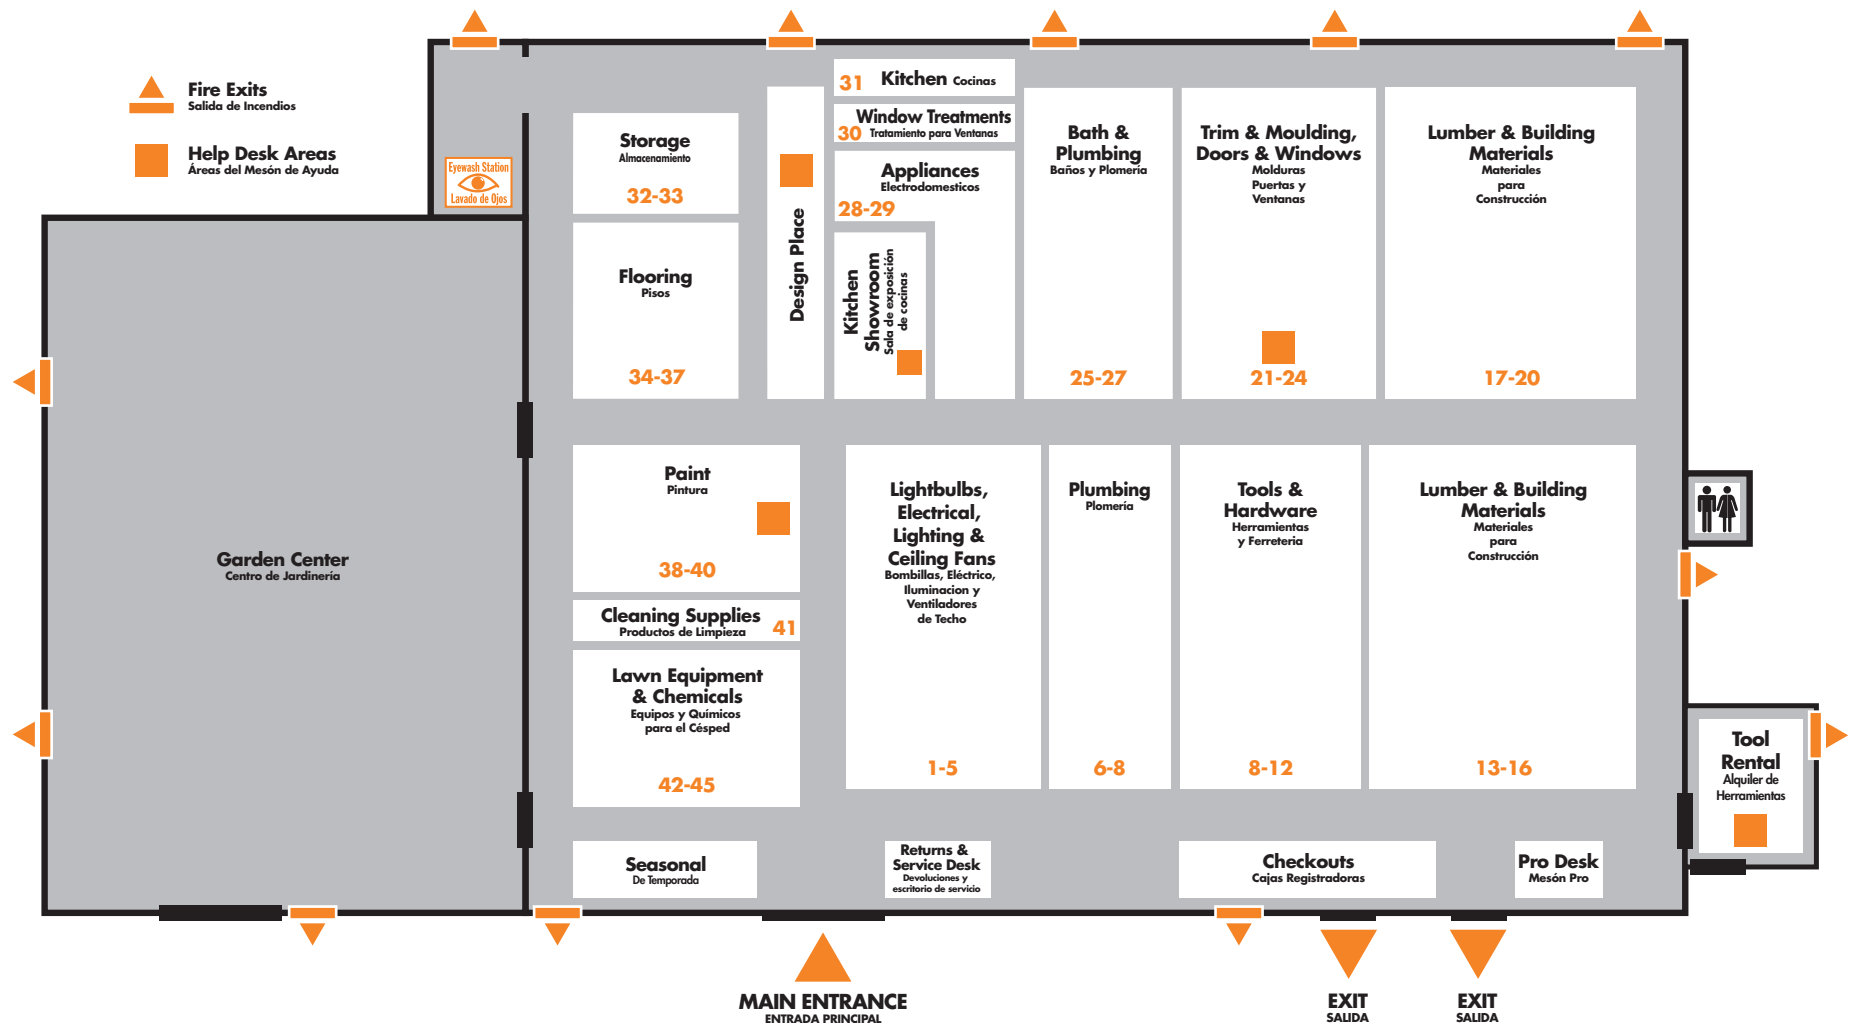 Fire Exits
Salida de Incendios
Help Desk Areas
Áreas del Mesón de Ayuda
Eyewash Station
Lavado de Ojos
Storage
Almacenamiento
32-33
Flooring
Pisos
34-37
Design Place
31 Kitchen Cocinas
Window Treatments
30 Tratamiento para Ventanas
Appliances
Electrodomesticos
28-29
Kitchen
Showroom
Sala de exposición
de cocinas
Bath &
Plumbing
Baños y Plomería
25-27
Trim & Moulding,
Doors & Windows
Molduras
Puertas y
Ventanas
21-24
Lumber & Building
Materials
Materiales
para
Construcción
17-20
Garden Center
Centro de Jardinería
Paint
Pintura
38-40
Cleaning Supplies
Productos de Limpieza 41
Lawn Equipment
& Chemicals
Equipos y Químicos
para el Césped
42-45
Lightbulbs,
Electrical,
Lighting &
Ceiling Fans
Bombillas, Eléctrico,
Iluminacion y
Ventiladores
de Techo
1-5
Plumbing
Plomería
6-8
Tools &
Hardware
Herramientas
y Ferreteria
8-12
Lumber & Building
Materials
Materiales
para
Construcción
13-16
Tool
Rental
Alquiler de
Herramientas
Seasonal
De Temporada
Returns &
Service Desk
Devoluciones y
escritorio de servicio
Checkouts
Cajas Registradoras
Pro Desk
Mesón Pro
MAIN ENTRANCE
ENTRADA PRINCIPAL
EXIT
SALIDA
EXIT
SALIDA